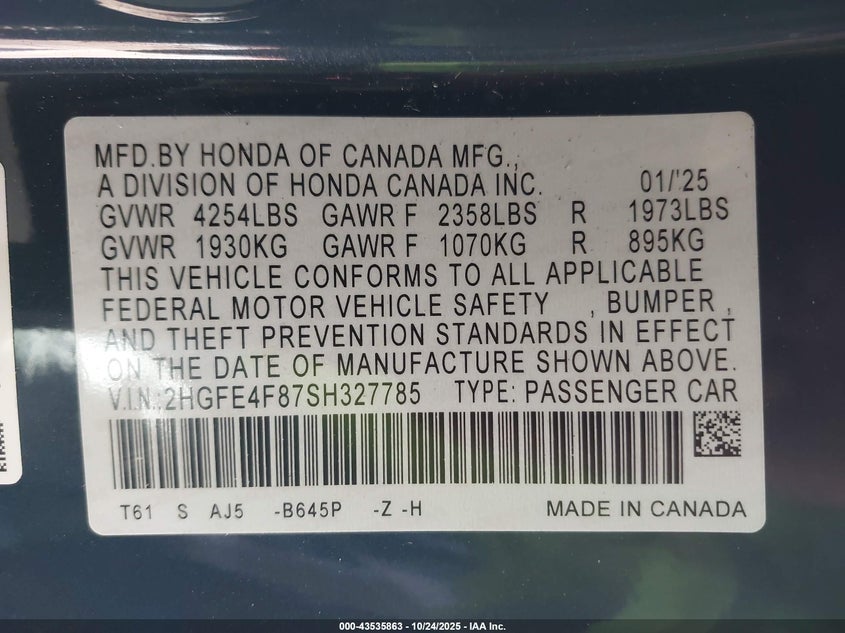 MFD.BY HONDA OF CANADA MFG.,
A DIVISION OF HONDA CANADA INC. 01/'25
GVWR 4254LBS GAWR F 2358LBS R 1973LBS
GVWR 1930KG GAWR F 1070KG R 895KG
THIS VEHICLE CONFORMS TO ALL APPLICABLE
FEDERAL MOTOR VEHICLE SAFETY , BUMPER ,
AND THEFT PREVENTION STANDARDS IN EFFECT
ON THE DATE OF MANUFACTURE SHOWN ABOVE.
V.I.N.:2HGFE4F87SH327785 TYPE: PASSENGER CAR
T61 S AJ5 -B645P -Z -H MADE IN CANADA
000-43535863 - 10/24/2025 - IAA Inc.